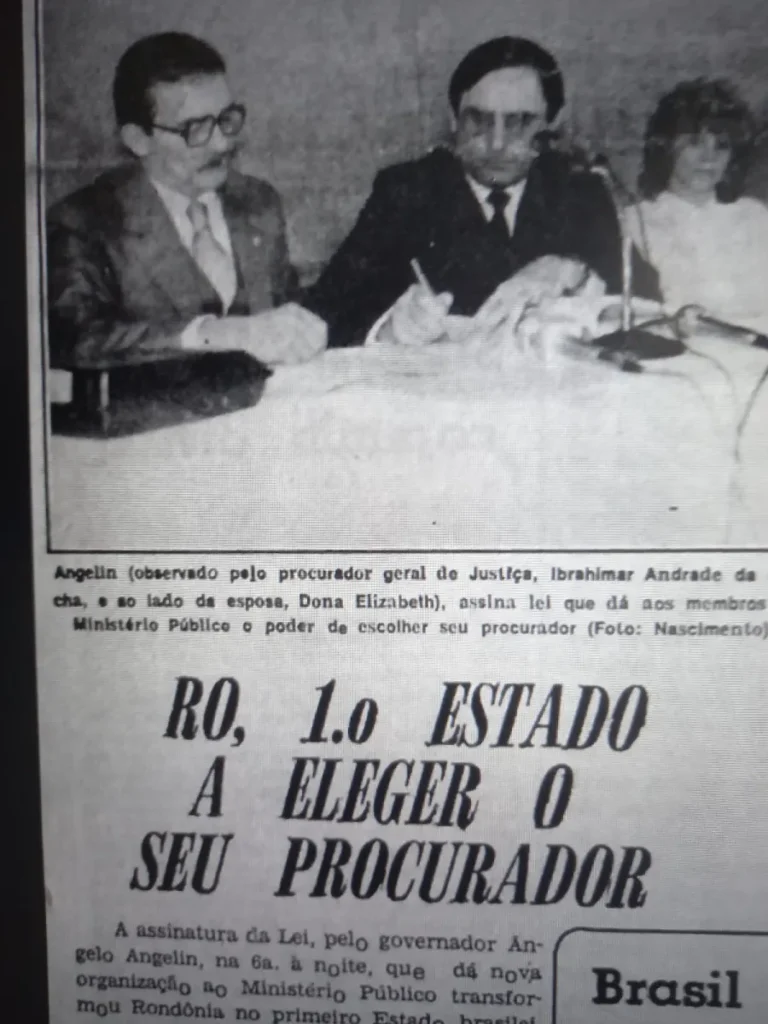 Angelin (observado pelo procurador geral de Justiça, Ibrahimar Andrade da
cha, e ao lado da esposa, Dona Elizabeth), assina lei que dá aos membros
Ministério Público o poder de escolher seu procurador (Foto: Nascimento)
RO, 1.o ESTADO
A ELEGER O
SEU PROCURADOR
A assinatura da Lei, pelo governador Ân-
gelo Angelin, na 6a. à noite, que dá nova
organização ao Ministério Público transfor-
mou Rondônia no primeiro Estado brasilei-
Brasil